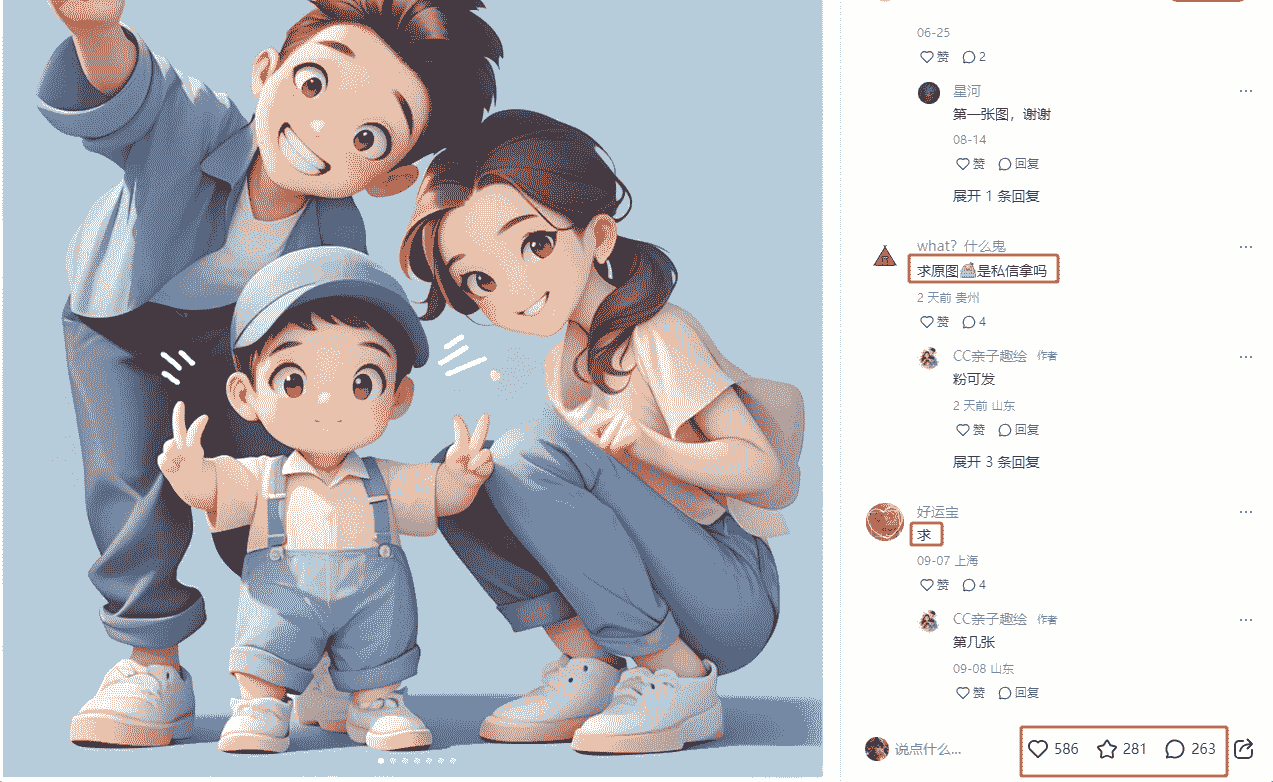 06-25
赞 2
星河
第一张图，谢谢
08-14
赞 回复
展开 1 条回复
what？什么鬼
求原图是私信拿吗
2 天前 贵州
赞 4
CC亲子趣绘 作者
粉可发
2 天前 山东
赞 回复
展开 3 条回复
好运宝
求
09-07 上海
赞 4
CC亲子趣绘 作者
第几张
09-08 山东
赞 回复
说点什么... 586 281 263